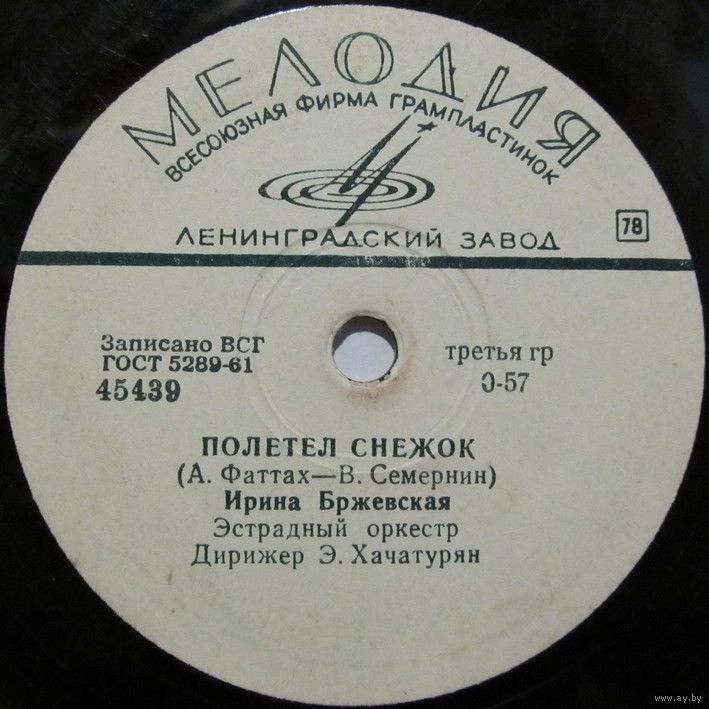 МЕЛОДИЯ
ВСЕСОЮЗНАЯ ФИРМА ГРАМПЛАСТИНОК
ЛЕНИНГРАДСКИЙ ЗАВОД
78
Записано ВСГ
ГОСТ 5289-61
45439
третья гр
0-57
ПОЛЕТЕЛ СНЕЖОК
(А. Фаттах—В. Семернин)
Ирина Бржевская
Эстрадный оркестр
Дирижер Э. Хачатурян
www.ay.by